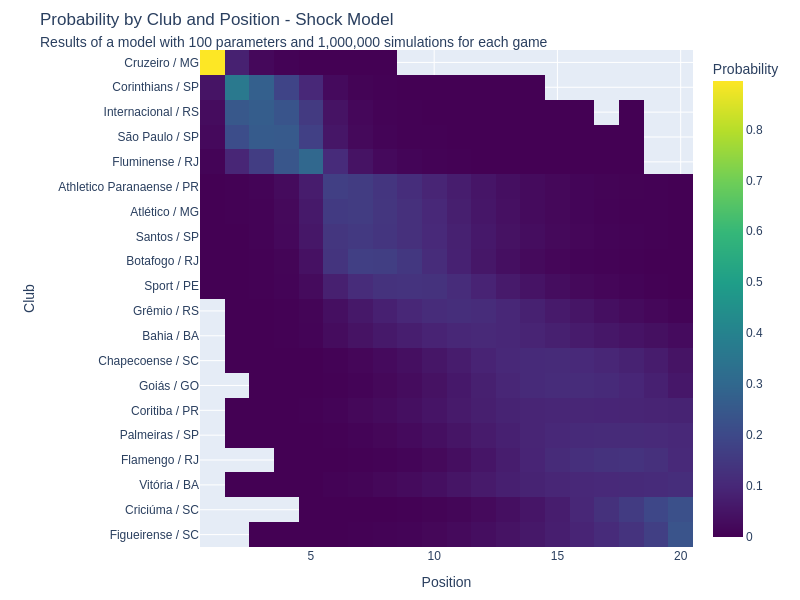 Probability by Club and Position - Shock Model
Results of a model with 100 parameters and 1,000,000 simulations for each game
Probability
Cruzeiro / MG
Corinthians / SP
Internacional / RS
São Paulo / SP
Fluminense / RJ
Athletico Paranaense / PR
Atlético / MG
Santos / SP
Botafogo / RJ
Sport / PE
Grêmio / RS
Bahia / BA
Chapecoense / SC
Goiás / GO
Coritiba / PR
Palmeiras / SP
Flamengo / RJ
Vitória / BA
Criciúma / SC
Figueirense / SC
Club
5
10
15
20
Position
0.8
0.7
0.6
0.5
0.4
0.3
0.2
0.1
0